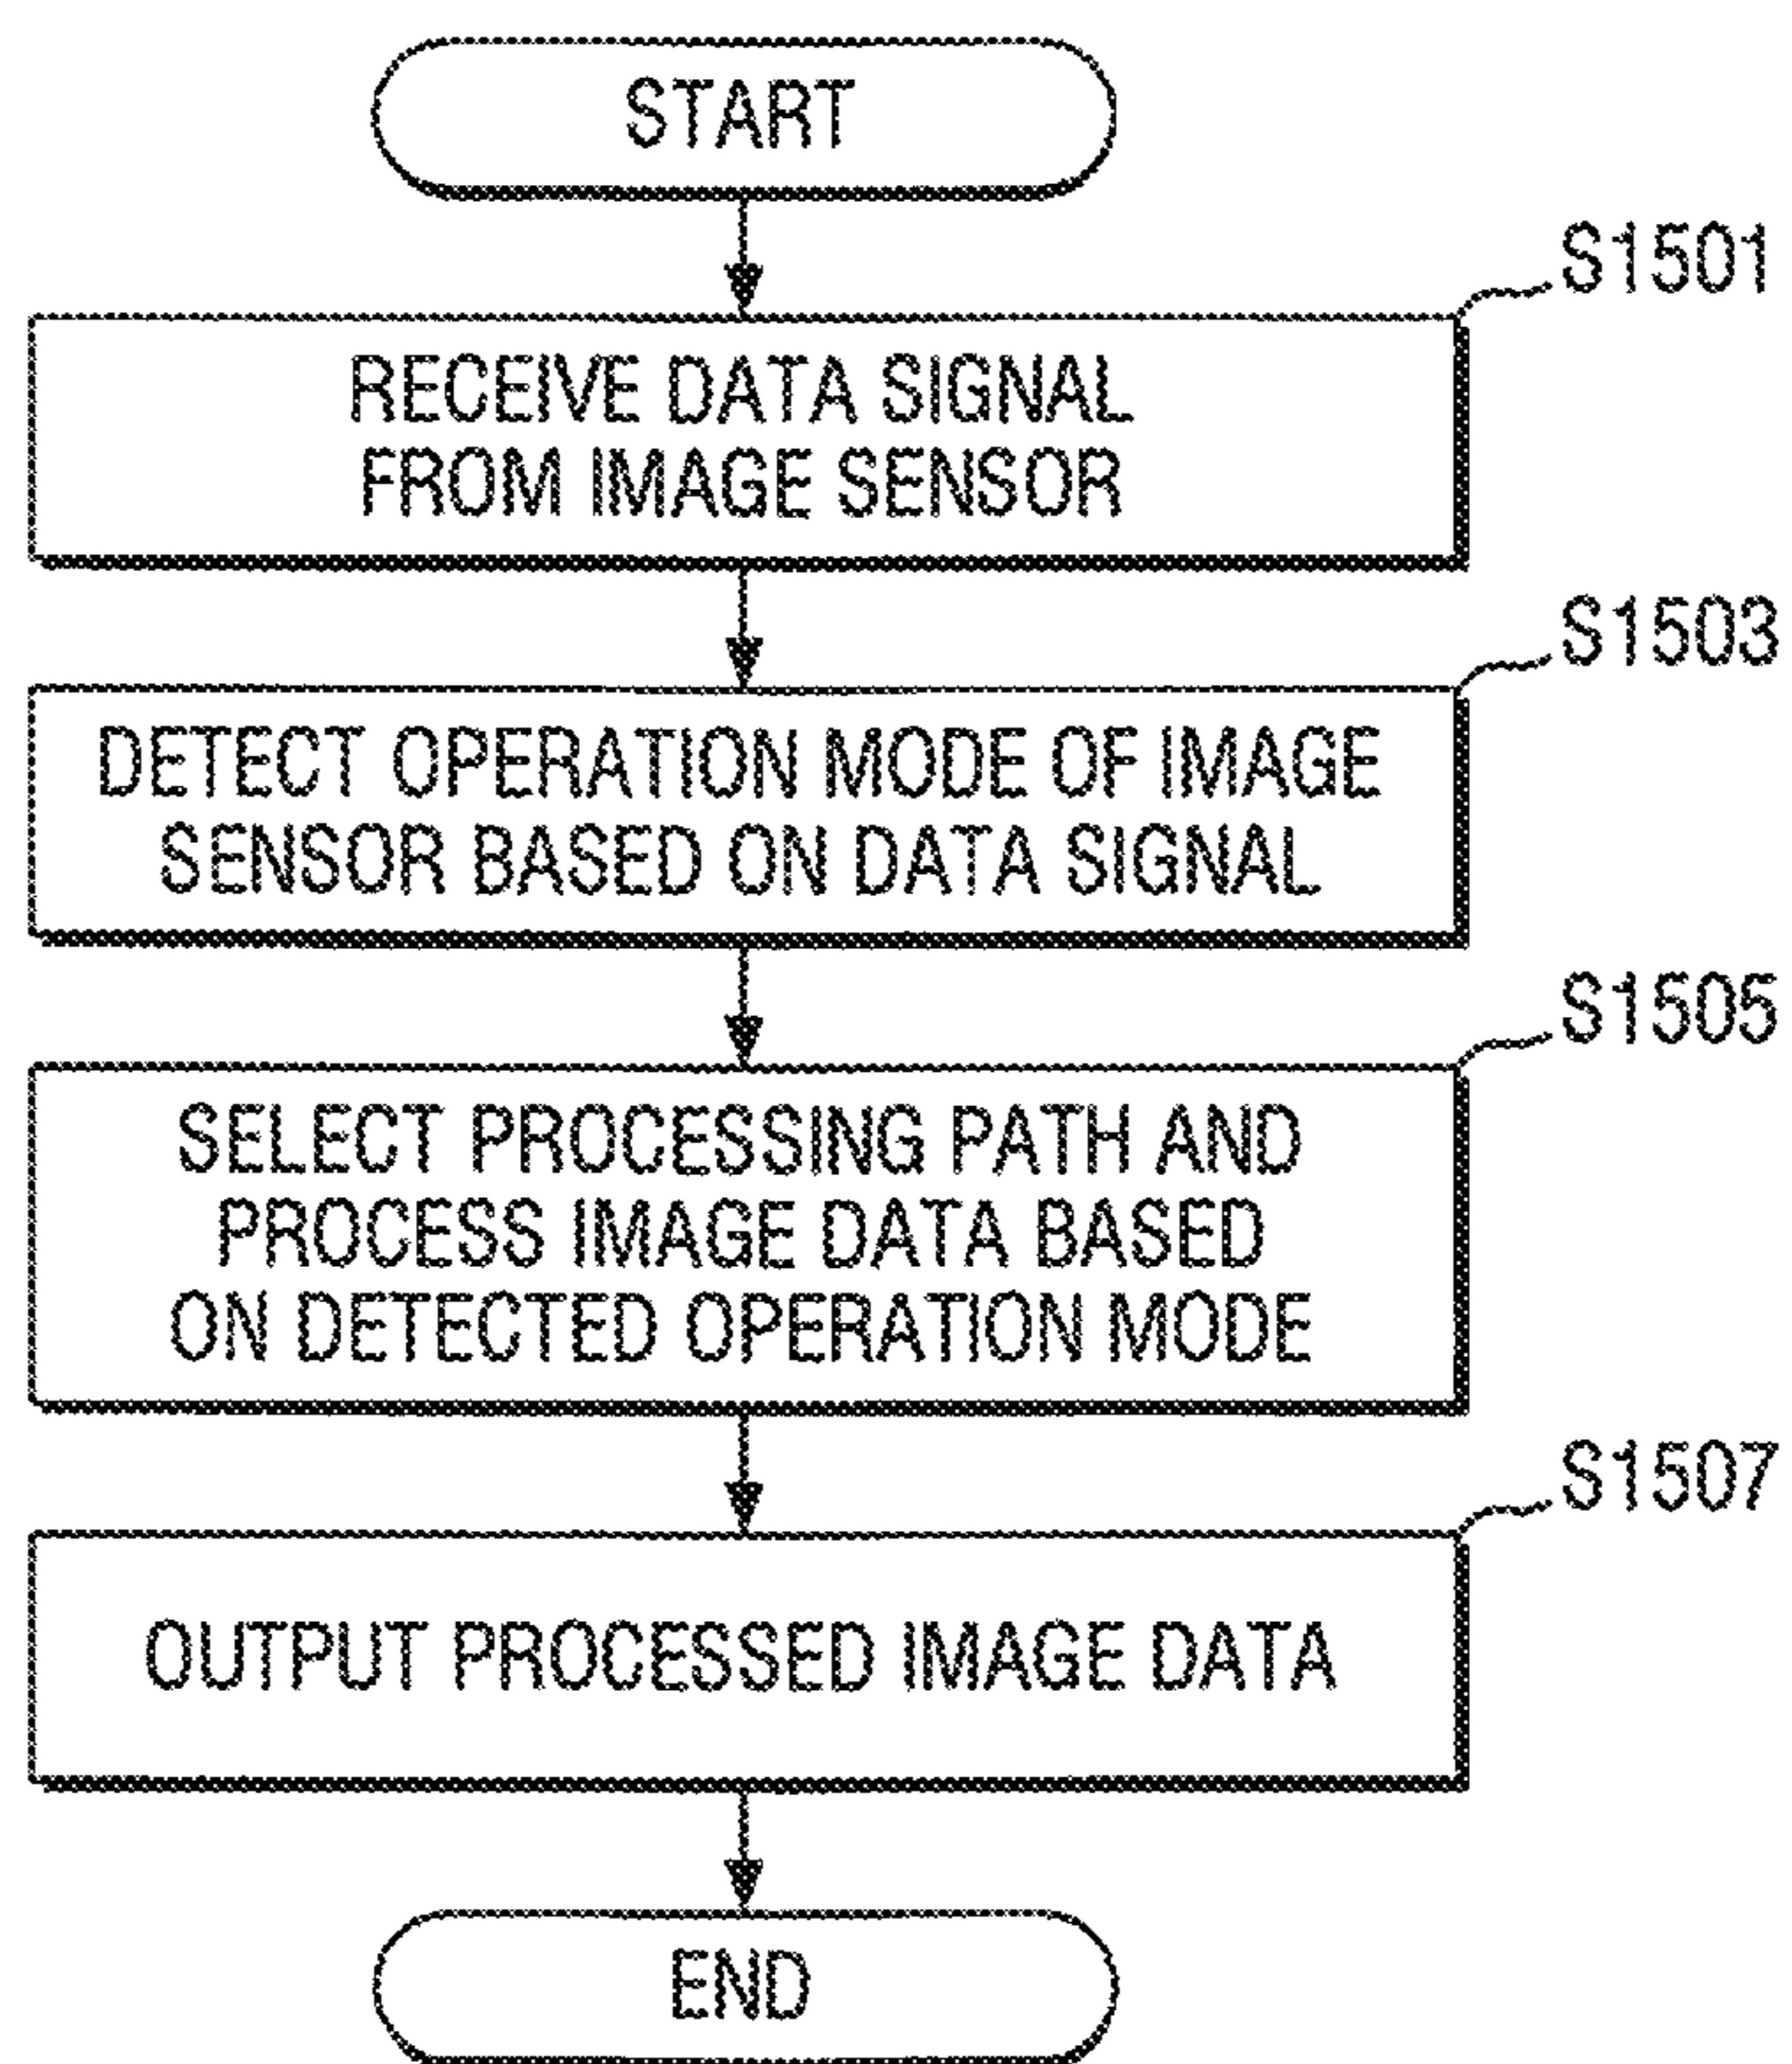 START
S1501
RECEIVE DATA SIGNAL
FROM IMAGE SENSOR
S1503
DETECT OPERATION MODE OF IMAGE
SENSOR BASED ON DATA SIGNAL
S1505
SELECT PROCESSING PATH AND
PROCESS IMAGE DATA BASED
ON DETECTED OPERATION MODE
S1507
OUTPUT PROCESSED IMAGE DATA
END